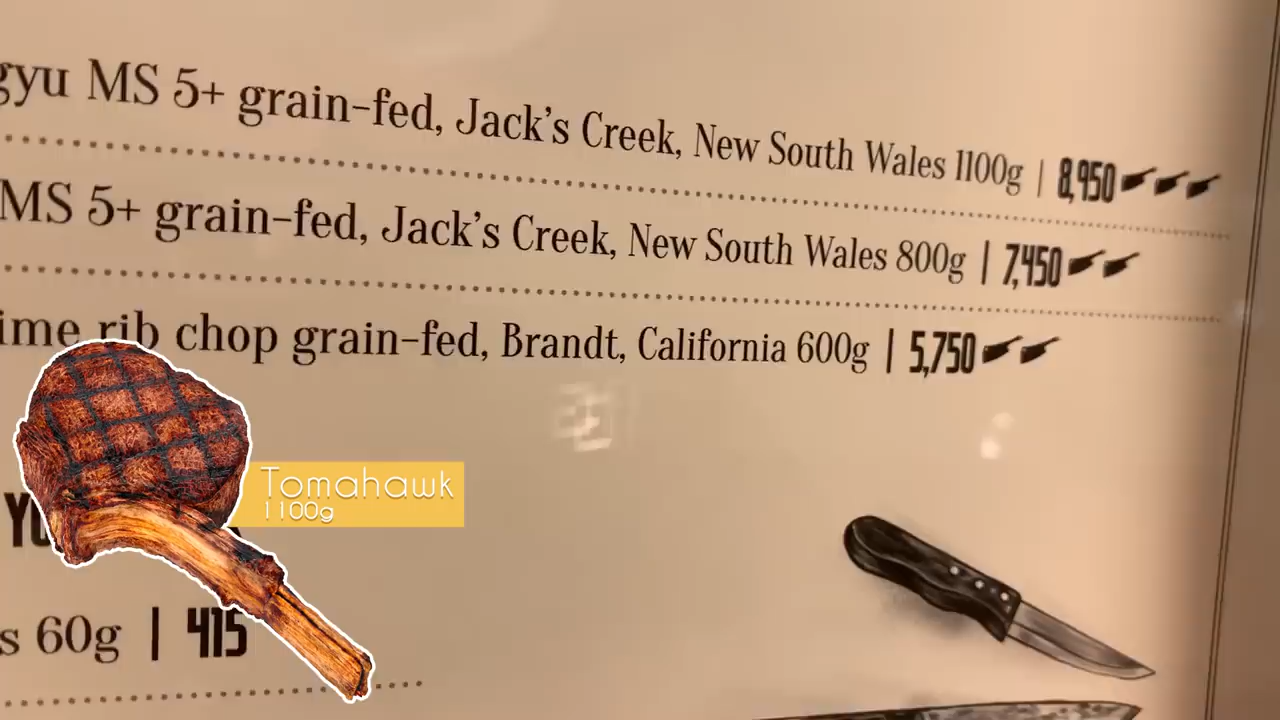 gyu MS 5+ grain-fed, Jack's Creek, New South Wales 1100g | 8,950
MS 5+ grain-fed, Jack's Creek, New South Wales 800g | 7,450
ime rib chop grain-fed, Brandt, California 600g | 5,750
Tomahawk
1100g
s 60g | 415